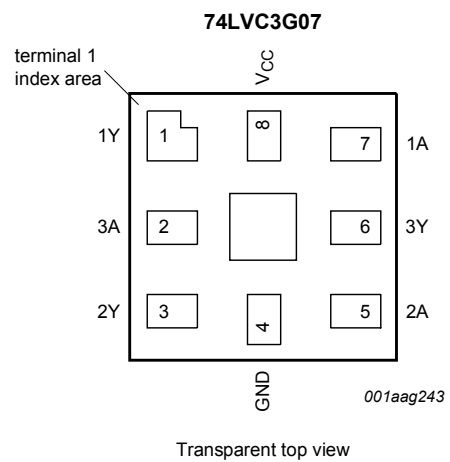 74LVC3G07
terminal 1
index area
VCC
1Y 1 8 7 1A
3A 2 6 3Y
2Y 3 4 5 2A
GND
001aag243
Transparent top view